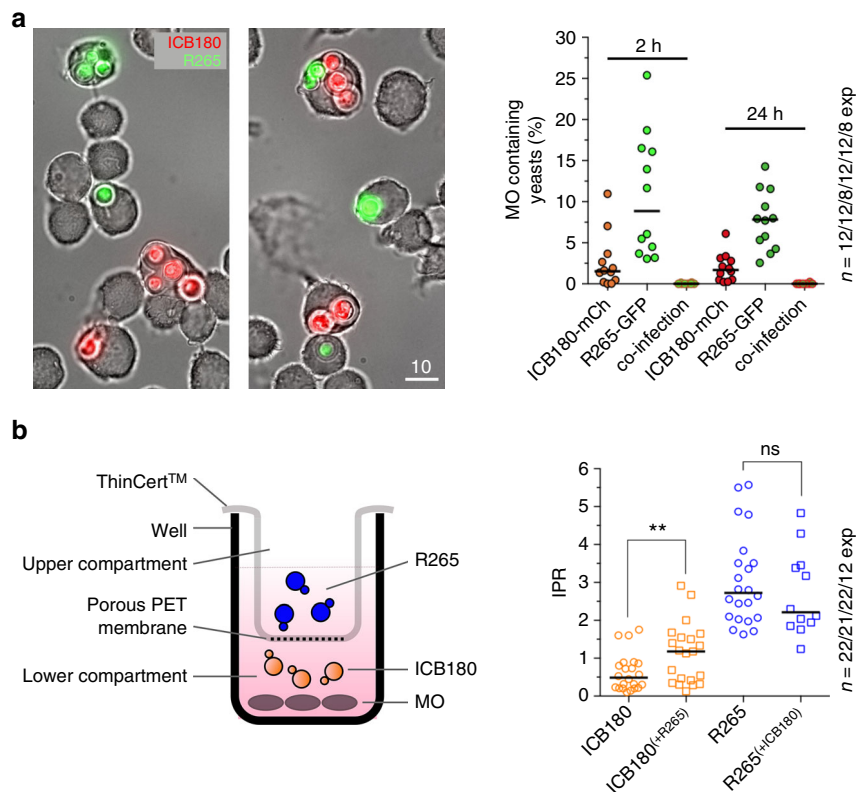 a
ICB180
R265
10
MO containing
yeasts (%)
30
25
20
15
10
5
0
2 h
24 h
ICB180-mCh
R265-GFP
co-infection
ICB180-mCh
R265-GFP
co-infection
n = 12/12/8/12/12/8 exp
b
ThinCert™
Well
Upper compartment
Porous PET
membrane
Lower compartment
R265
ICB180
MO
IPR
6
5
4
3
2
1
0
**
ns
ICB180
ICB180(+R265)
R265
R265(+ICB180)
n = 22/21/22/12 exp